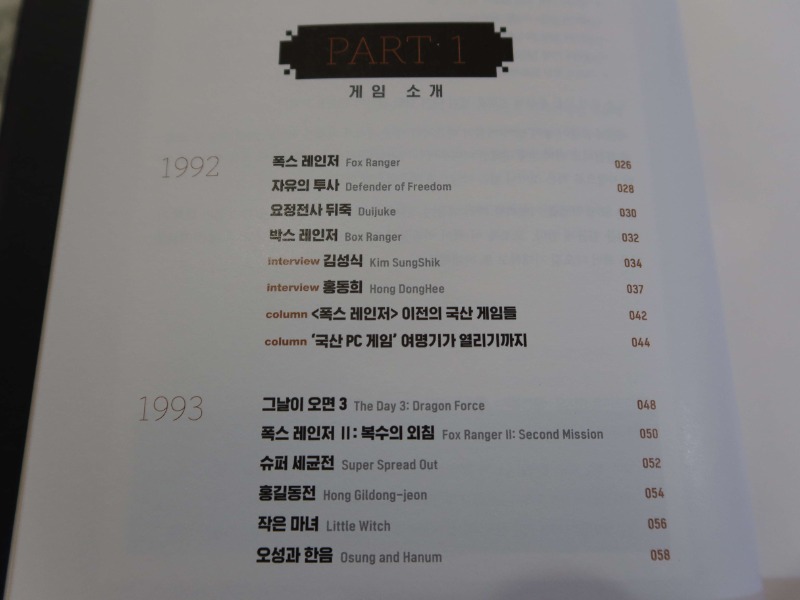 PART 1
게임 소개
1992
폭스 레인저 Fox Ranger 026
자유의 투사 Defender of Freedom 028
요정전사 뒤죽 Duijuke 030
박스 레인저 Box Ranger 032
interview 김성식 Kim SungShik 034
interview 홍동희 Hong DongHee 037
column <폭스 레인저> 이전의 국산 게임들 042
column '국산 PC 게임' 여명기가 열리기까지 044
1993
그날이 오면 3 The Day 3: Dragon Force 048
폭스 레인저 II: 복수의 외침 Fox Ranger II: Second Mission 050
슈퍼 세균전 Super Spread Out 052
홍길동전 Hong Gildong-jeon 054
작은 마녀 Little Witch 056
오성과 한음 Osung and Hanum 058